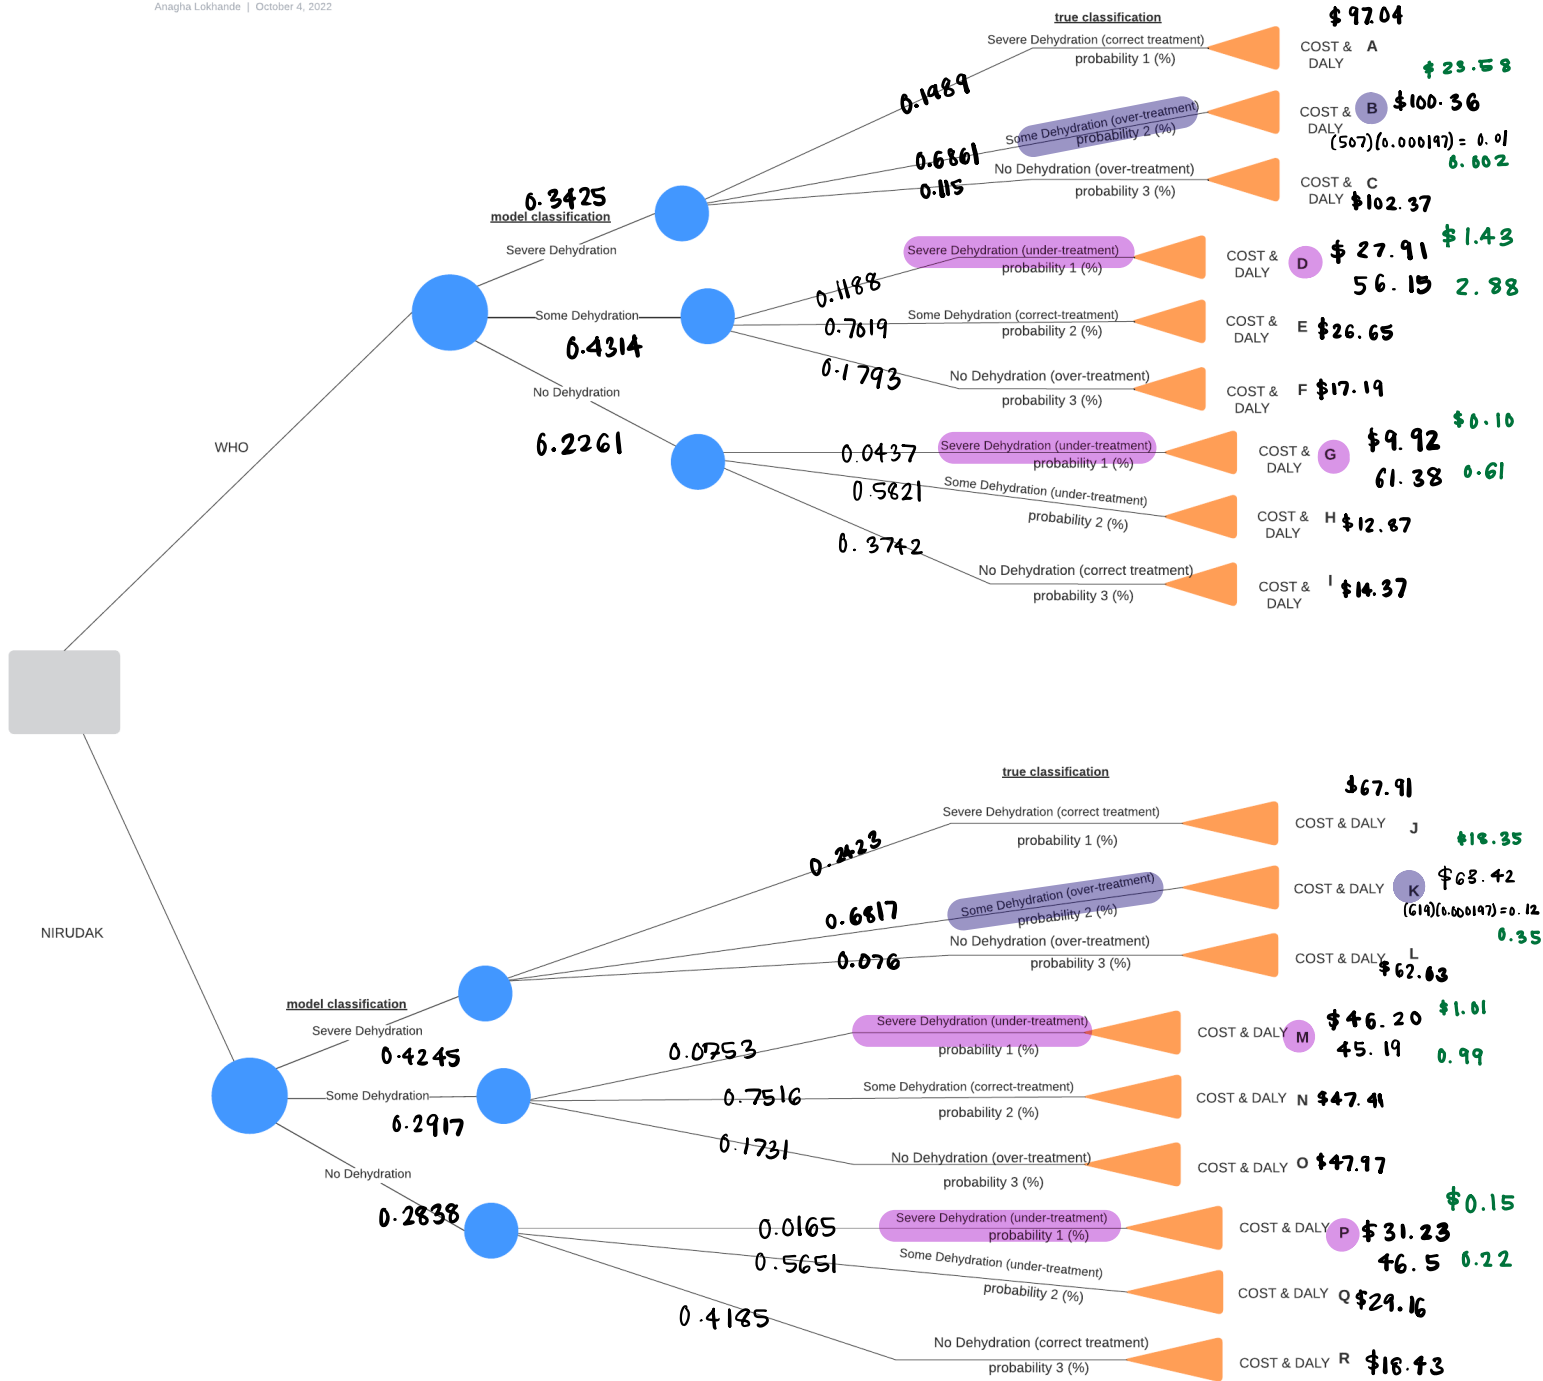 Anagha Lokhande | October 4, 2022
true classification
$97.04
Severe Dehydration (correct treatment)
probability 1 (%)
COST & DALY A
$23.58
0.1989
Some Dehydration (over-treatment)
probability 2 (%)
COST & DALY B $100.36
(507)(0.000197) = 0.01
0.002
0.6861
No Dehydration (over-treatment)
probability 3 (%)
COST & DALY C
$102.37
0.115
0.3425
model classification
Severe Dehydration
Severe Dehydration (under-treatment)
probability 1 (%)
COST & DALY D $27.91 $1.43
56.15 2.88
0.1188
Some Dehydration
0.4314
Some Dehydration (correct-treatment)
probability 2 (%)
COST & DALY E $26.65
0.7019
No Dehydration (over-treatment)
probability 3 (%)
COST & DALY F $17.19
0.1793
No Dehydration
0.2261
WHO
$0.10
Severe Dehydration (under-treatment)
probability 1 (%)
COST & DALY G $9.92
61.38 0.61
0.0437
Some Dehydration (under-treatment)
probability 2 (%)
COST & DALY H $12.87
0.5821
No Dehydration (correct treatment)
probability 3 (%)
COST & DALY I $14.37
0.3742
true classification
$67.91
Severe Dehydration (correct treatment)
probability 1 (%)
COST & DALY J
$18.35
0.2423
Some Dehydration (over-treatment)
probability 2 (%)
COST & DALY K $63.42
(619)(0.000197) = 0.12
0.35
0.6817
No Dehydration (over-treatment)
probability 3 (%)
COST & DALY L
$62.03
0.076
NIRUDAK
model classification
Severe Dehydration
0.4245
Severe Dehydration (under-treatment)
probability 1 (%)
COST & DALY M $46.20 $1.01
45.19 0.99
0.0753
Some Dehydration
0.2917
Some Dehydration (correct-treatment)
probability 2 (%)
COST & DALY N $47.41
0.7516
No Dehydration (over-treatment)
probability 3 (%)
COST & DALY O $47.97
0.1731
No Dehydration
0.2838
$0.15
Severe Dehydration (under-treatment)
probability 1 (%)
COST & DALY P $31.23
46.5 0.22
0.0165
Some Dehydration (under-treatment)
probability 2 (%)
COST & DALY Q $29.16
0.5651
No Dehydration (correct treatment)
probability 3 (%)
COST & DALY R $18.43
0.4185